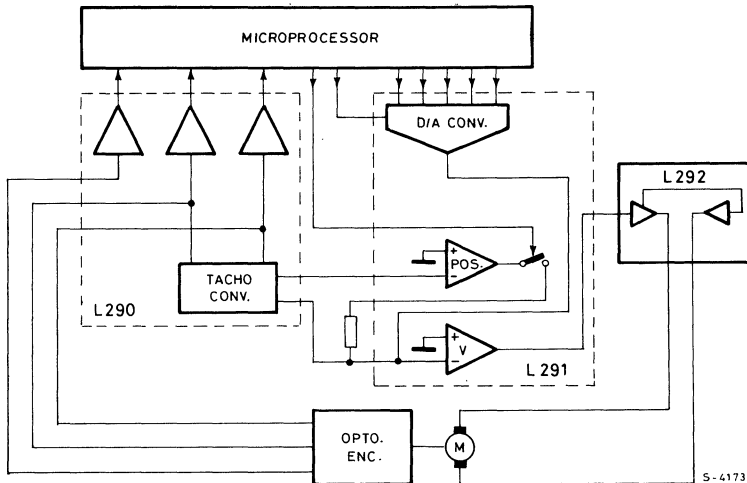 MICROPROCESSOR
D/A CONV.
L292
+
POS.
-
TACHO
CONV.
L290
+
V
-
L291
OPTO.
ENC.
M
S-4173